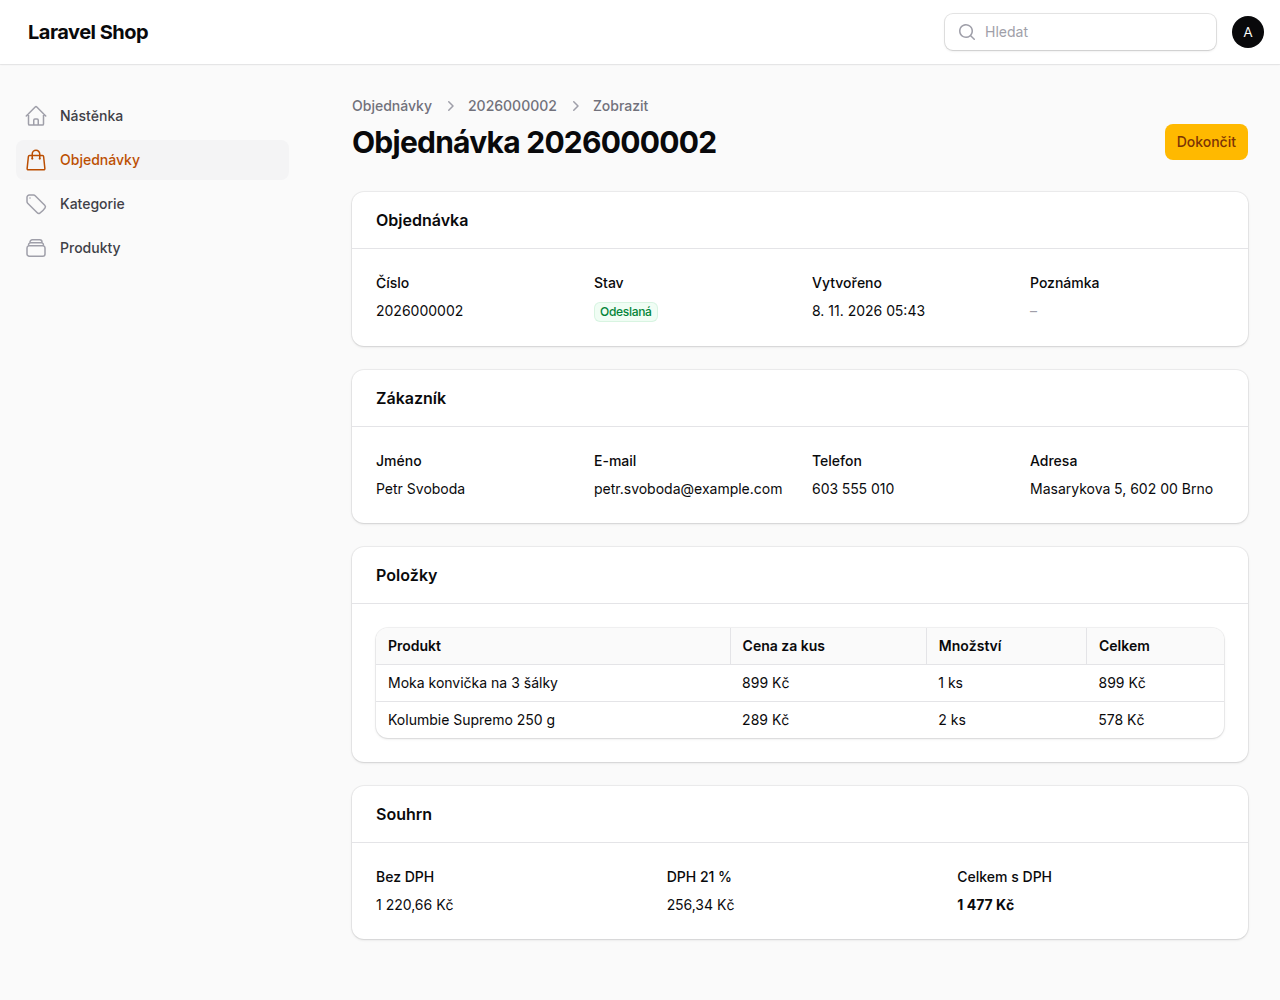 Laravel Shop
Hledat
A
Nástěnka
Objednávky
Kategorie
Produkty
Objednávky > 2026000002 > Zobrazit
Objednávka 2026000002
Dokončit
Objednávka
Číslo Stav Vytvořeno Poznámka
2026000002 Odeslaná 8. 11. 2026 05:43 –
Zákazník
Jméno E-mail Telefon Adresa
Petr Svoboda petr.svoboda@example.com 603 555 010 Masarykova 5, 602 00 Brno
Položky
Produkt Cena za kus Množství Celkem
Moka konvička na 3 šálky 899 Kč 1 ks 899 Kč
Kolumbie Supremo 250 g 289 Kč 2 ks 578 Kč
Souhrn
Bez DPH DPH 21 % Celkem s DPH
1 220,66 Kč 256,34 Kč 1 477 Kč